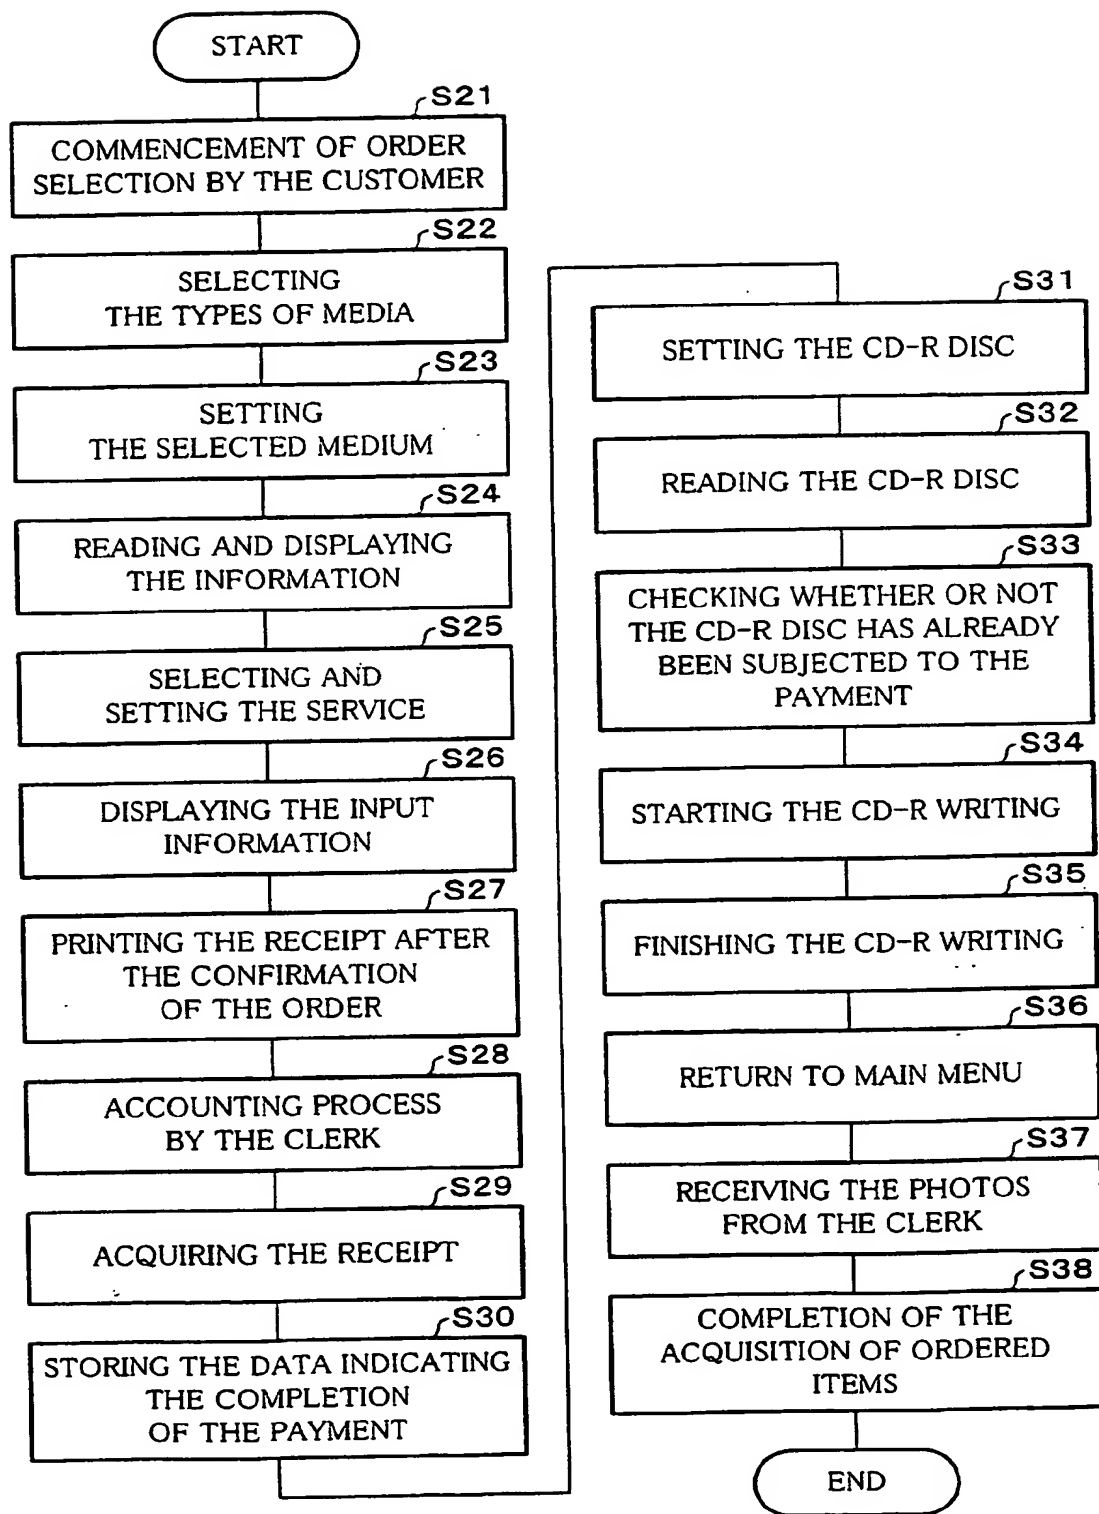 START
S21
COMMENCEMENT OF ORDER
SELECTION BY THE CUSTOMER
S22
SELECTING
THE TYPES OF MEDIA
S23
SETTING
THE SELECTED MEDIUM
S24
READING AND DISPLAYING
THE INFORMATION
S25
SELECTING AND
SETTING THE SERVICE
S26
DISPLAYING THE INPUT
INFORMATION
S27
PRINTING THE RECEIPT AFTER
THE CONFIRMATION
OF THE ORDER
S28
ACCOUNTING PROCESS
BY THE CLERK
S29
ACQUIRING THE RECEIPT
S30
STORING THE DATA INDICATING
THE COMPLETION
OF THE PAYMENT
S31
SETTING THE CD-R DISC
S32
READING THE CD-R DISC
S33
CHECKING WHETHER OR NOT
THE CD-R DISC HAS ALREADY
BEEN SUBJECTED TO THE
PAYMENT
S34
STARTING THE CD-R WRITING
S35
FINISHING THE CD-R WRITING
S36
RETURN TO MAIN MENU
S37
RECEIVING THE PHOTOS
FROM THE CLERK
S38
COMPLETION OF THE
ACQUISITION OF ORDERED
ITEMS
END